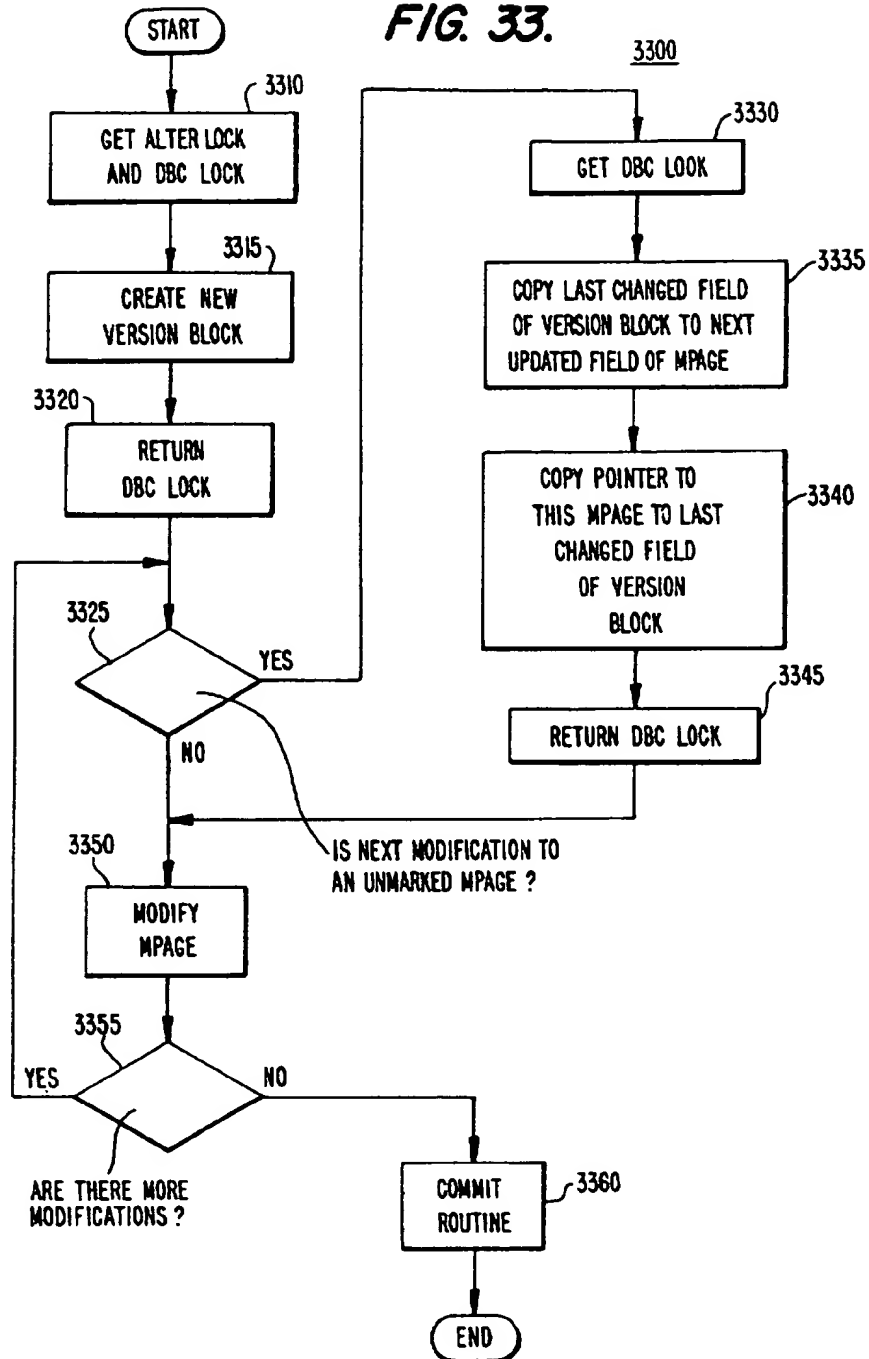 FIG. 33.
3300
START
3310
GET ALTER LOCK
AND DBC LOCK
3315
CREATE NEW
VERSION BLOCK
3320
RETURN
DBC LOCK
3325
YES
NO
IS NEXT MODIFICATION TO
AN UNMARKED MPAGE ?
3330
GET DBC LOOK
3335
COPY LAST CHANGED FIELD
OF VERSION BLOCK TO NEXT
UPDATED FIELD OF MPAGE
3340
COPY POINTER TO
THIS MPAGE TO LAST
CHANGED FIELD
OF VERSION
BLOCK
3345
RETURN DBC LOCK
3350
MODIFY
MPAGE
3355
YES
NO
ARE THERE MORE
MODIFICATIONS ?
3360
COMMIT
ROUTINE
END